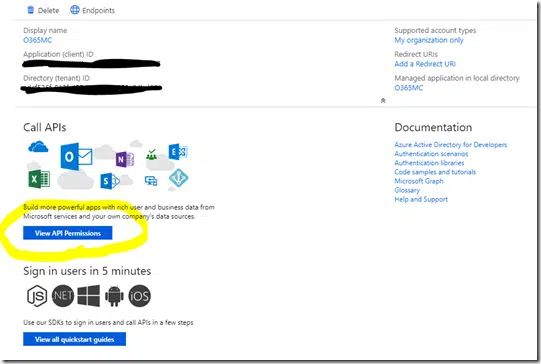 Delete Endpoints
Display name
O365MC
Application (client) ID
Directory (tenant) ID
Supported account types
My organization only
Redirect URIs
Add a Redirect URI
Managed application in local directory
O365MC
Call APIs
Build more powerful apps with rich user and business data from
Microsoft services and your own company's data sources.
View API Permissions
Sign in users in 5 minutes
.NET
iOS
Use our SDKs to sign in users and call APIs in a few steps
View all quickstart guides
Documentation
Azure Active Directory for Developers
Authentication scenarios
Authentication libraries
Code samples and tutorials
Microsoft Graph
Glossary
Help and Support